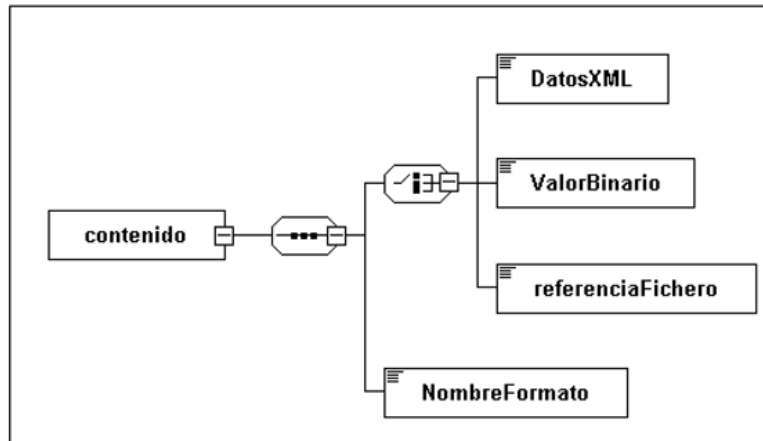 DatosXML
ValorBinario
contenido
referenciaFichero
NombreFormato